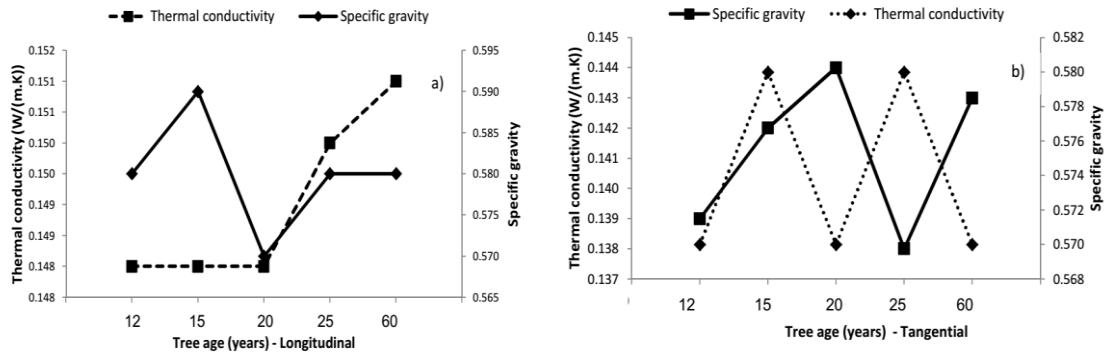 Thermal conductivity Specific gravity
a)
Thermal conductivity (W/(m.K))
0.152
0.151
0.151
0.150
0.150
0.149
0.149
0.148
0.148
0.595
0.590
0.585
0.580
0.575
0.570
0.565
Specific gravity
12 15 20 25 60
Tree age (years) - Longitudinal
Specific gravity Thermal conductivity
b)
Thermal conductivity (W/(m.K))
0.145
0.144
0.143
0.142
0.141
0.140
0.139
0.138
0.137
0.582
0.580
0.578
0.576
0.574
0.572
0.570
0.568
Specific gravity
12 15 20 25 60
Tree age (years) - Tangential